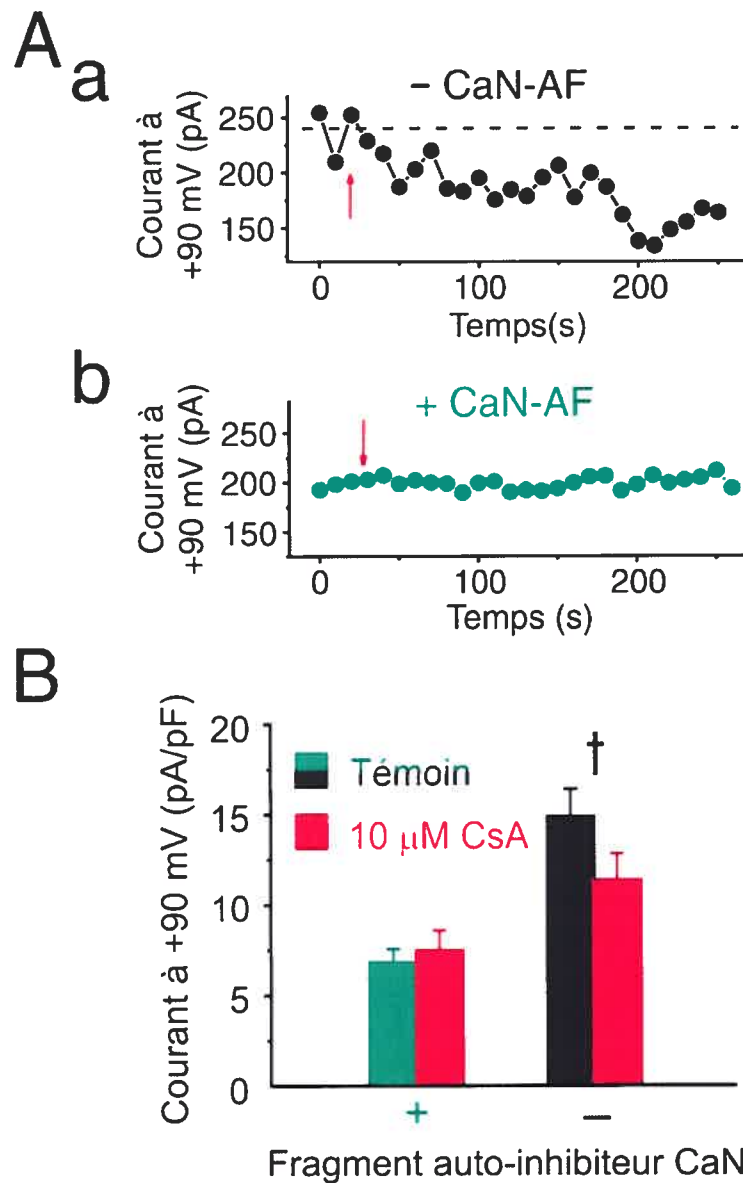 A
a
− CaN-AF
Courant à
+90 mV (pA)
250
200
150
0
100
200
Temps(s)
b
+ CaN-AF
Courant à
+90 mV (pA)
250
200
150
0
100
200
Temps (s)
B
Courant à +90 mV (pA/pF)
20
15
10
5
0
Témoin
10 µM CsA
†
+
−
Fragment auto-inhibiteur CaN